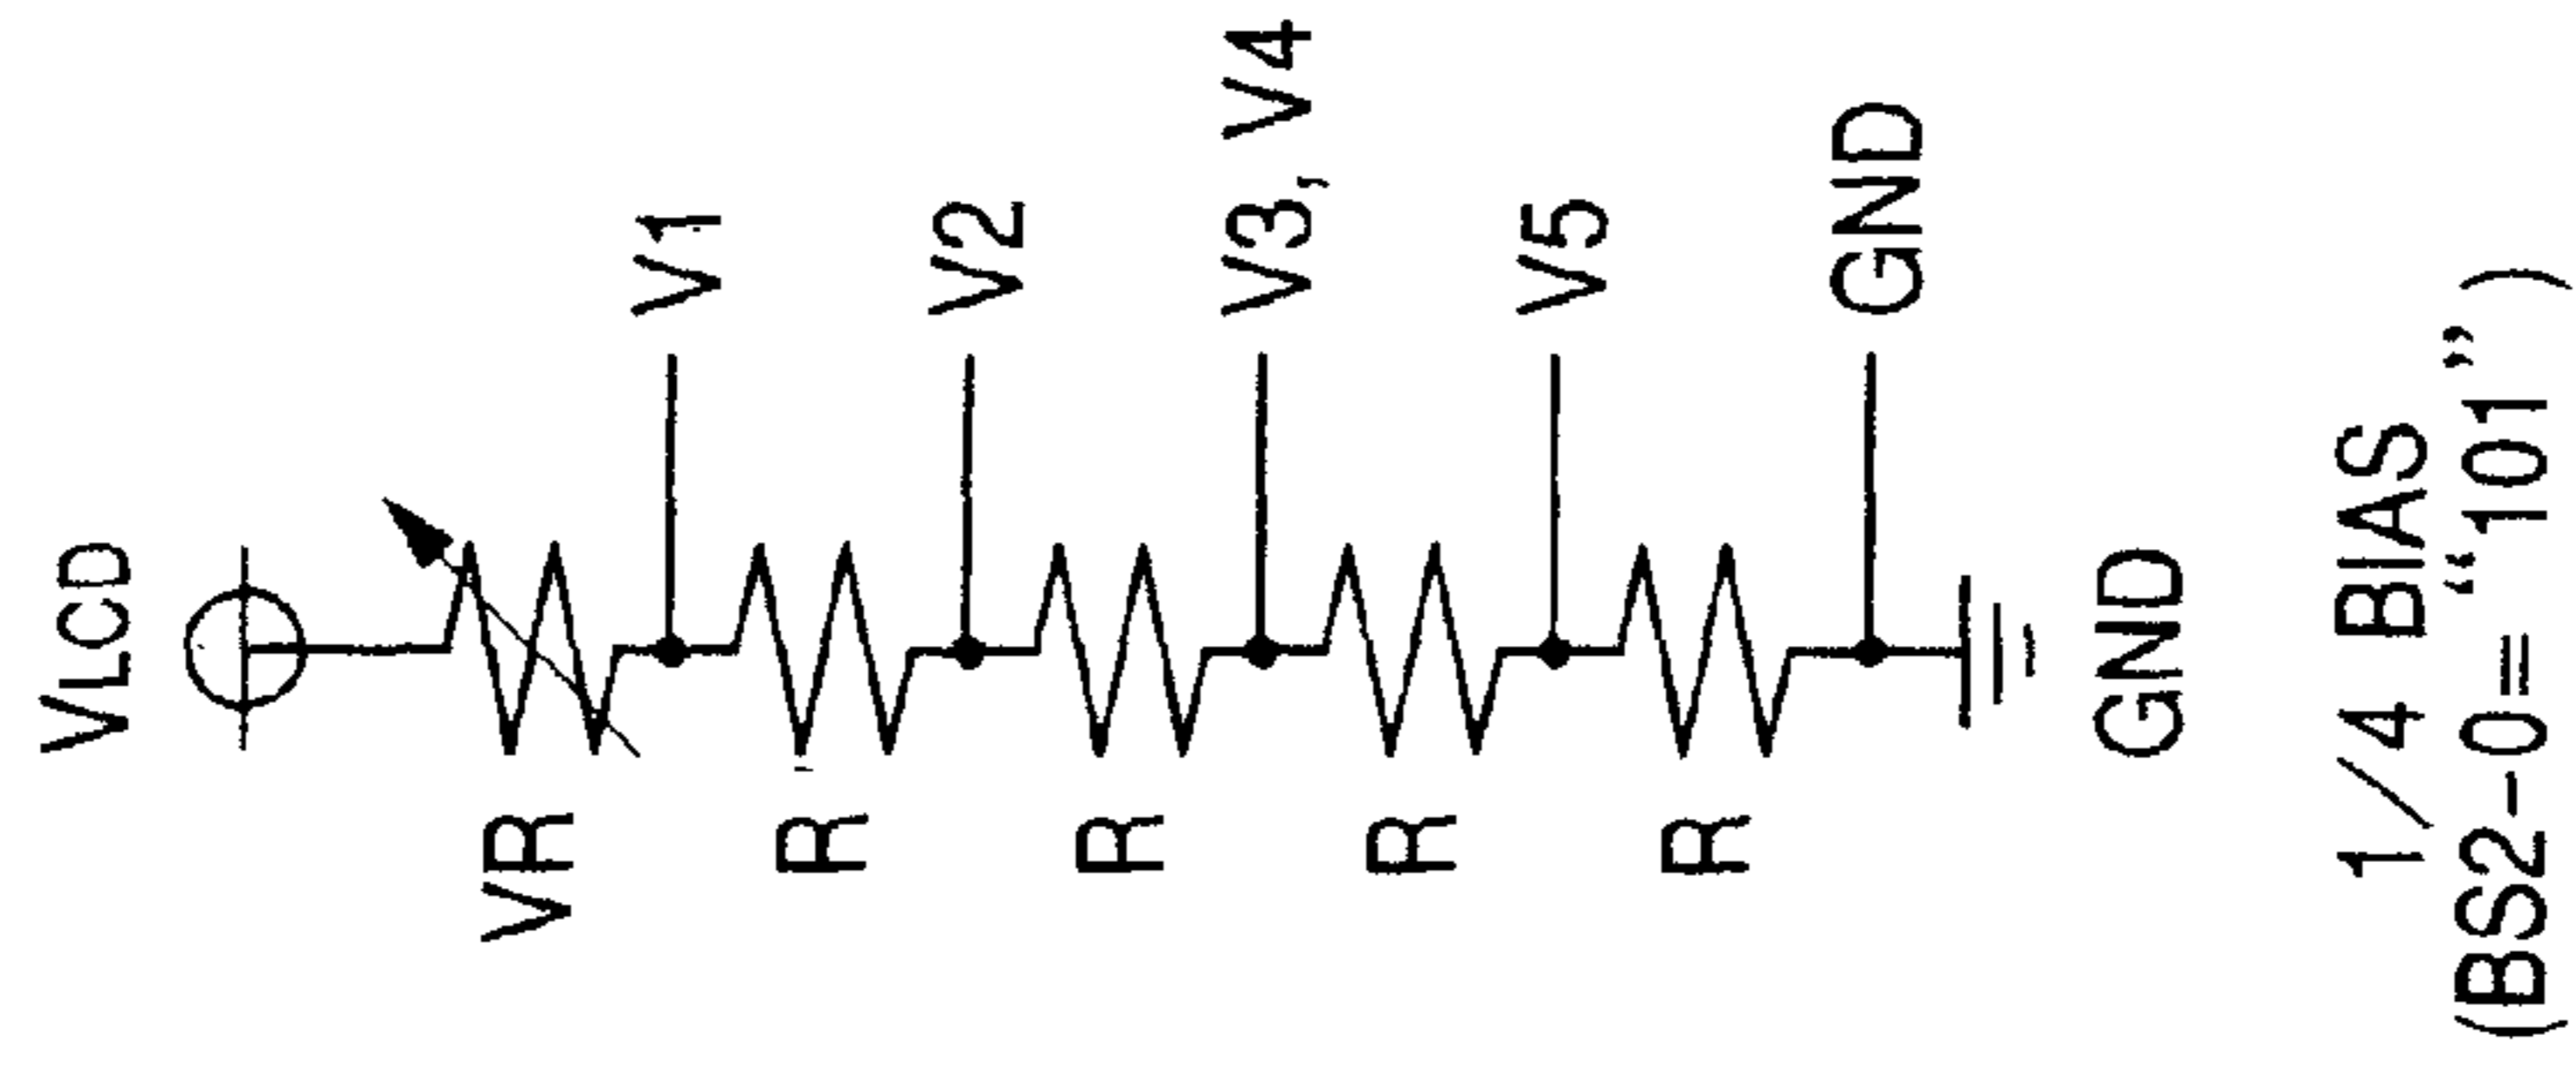 VLCD
VR
V1
R
V2
R
V3, V4
R
V5
R
GND
GND
1/4 BIAS
(BS2-0= “101”)